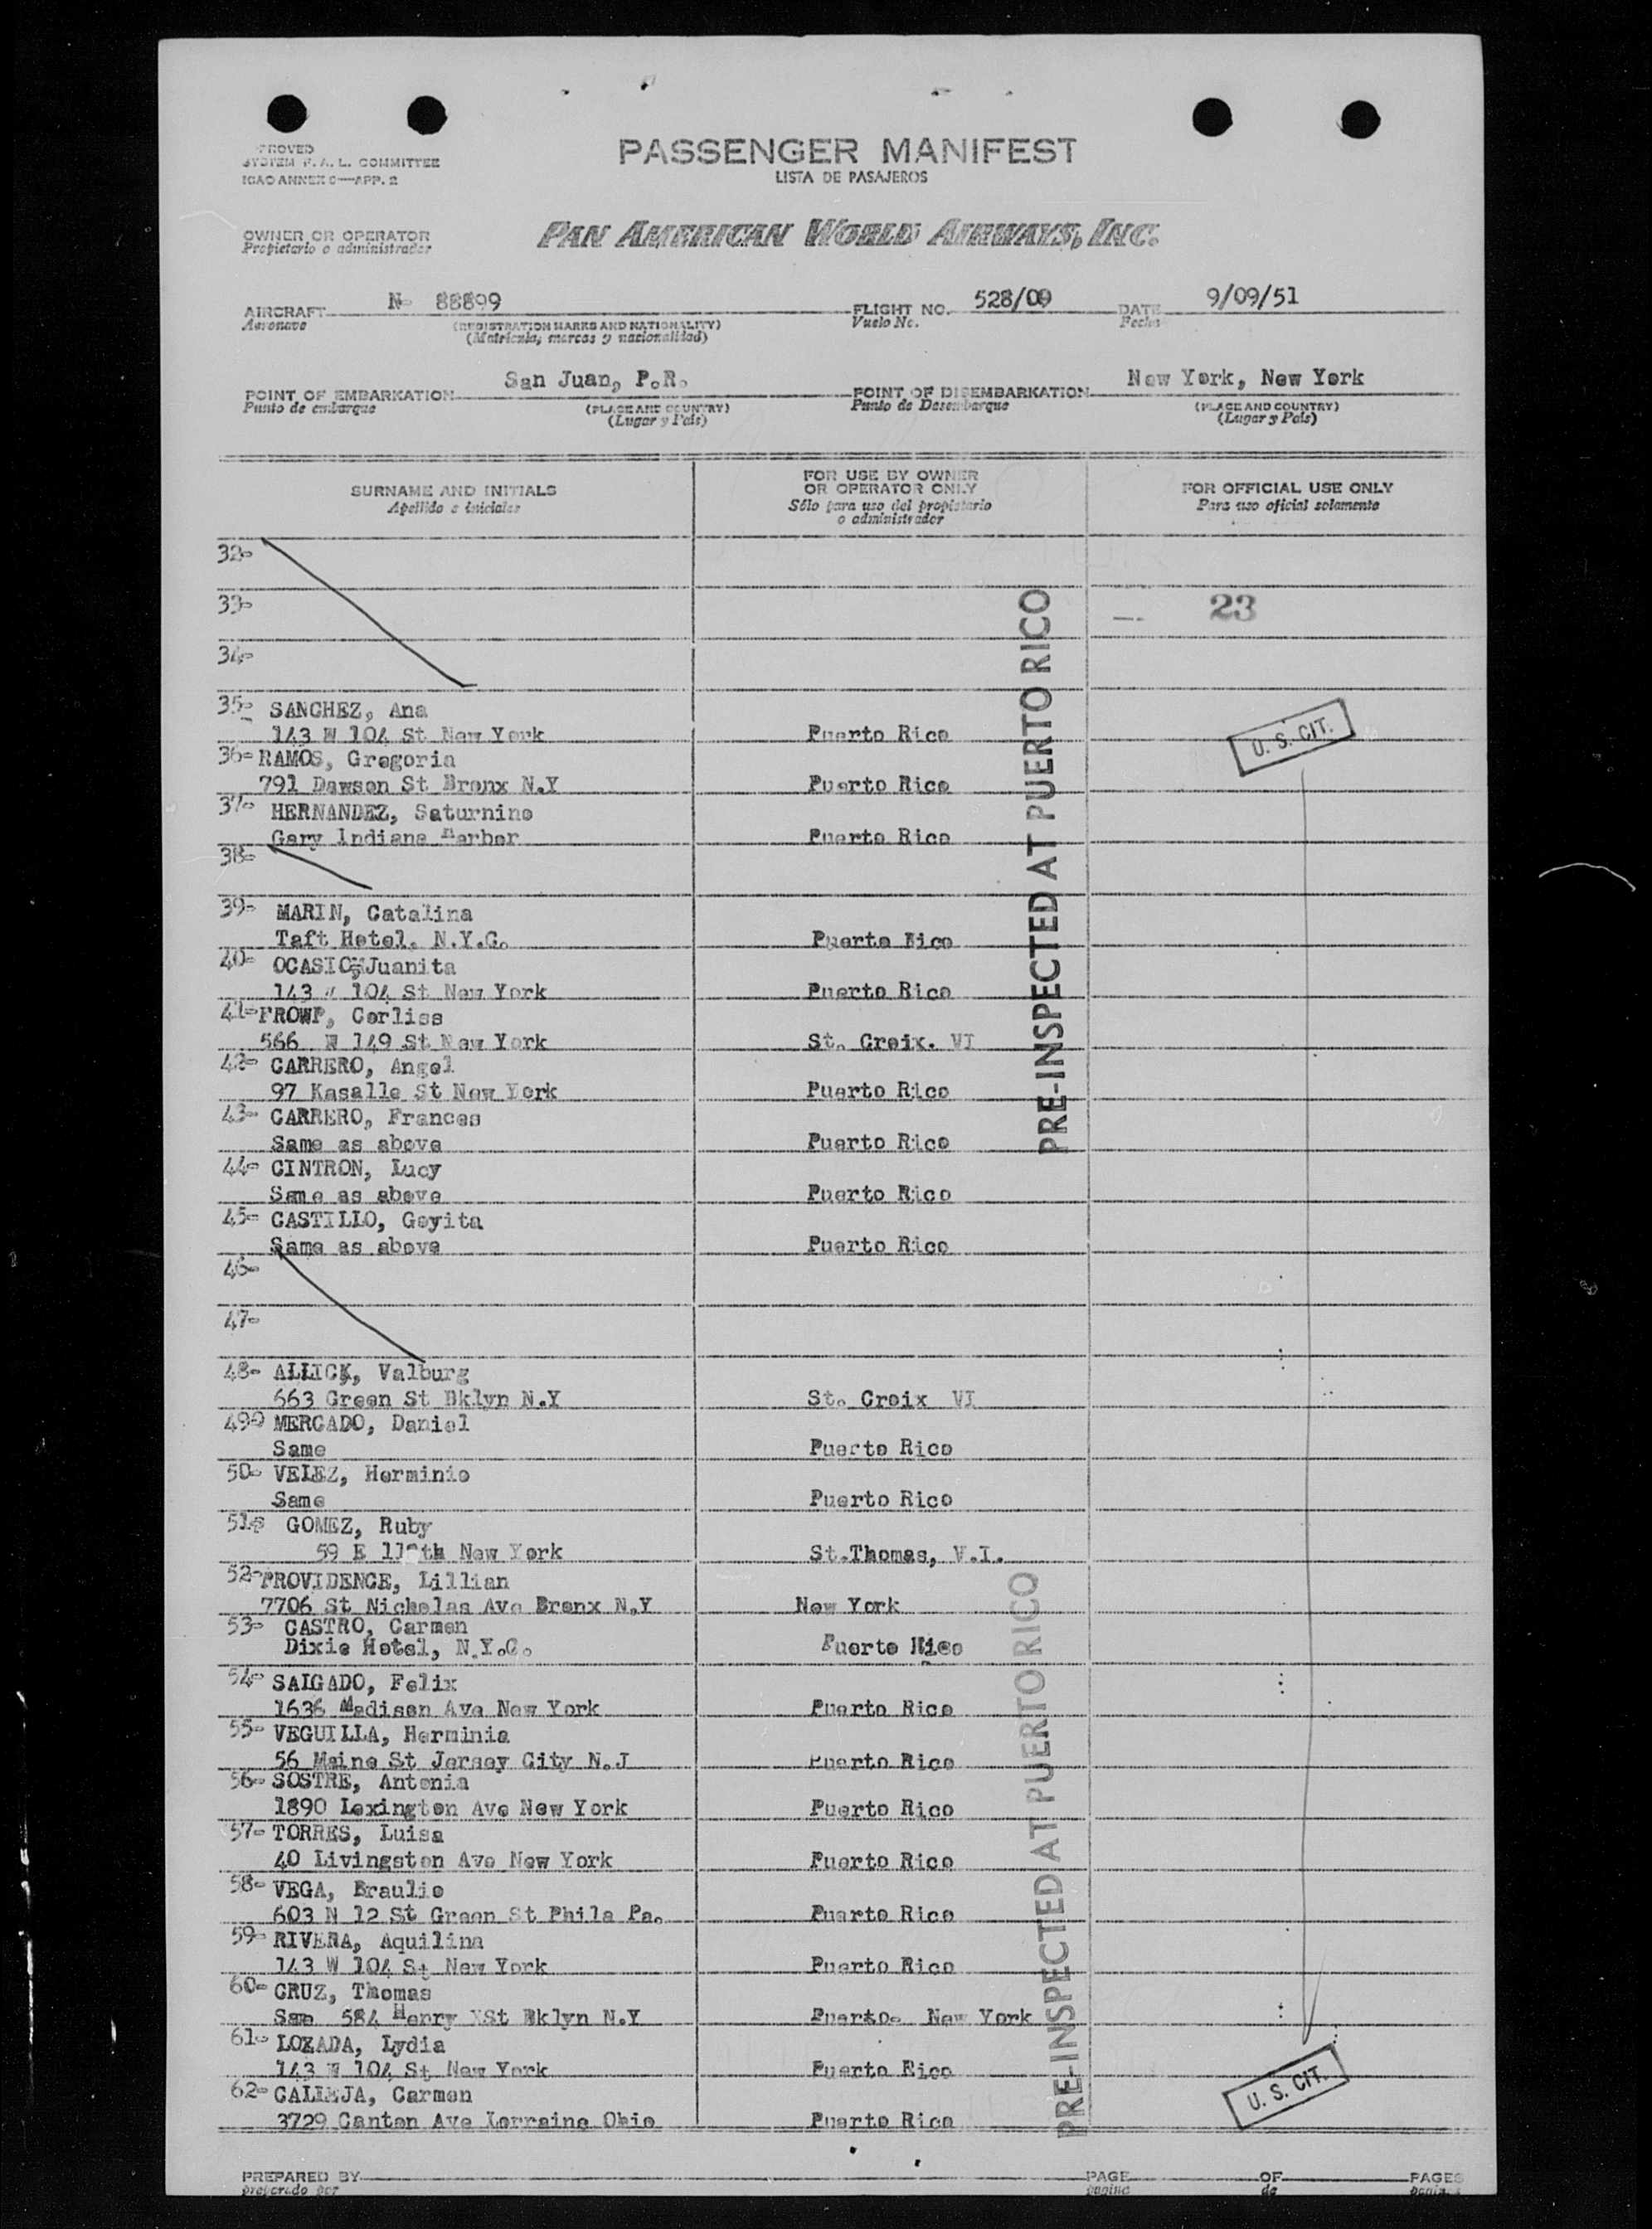 PROVED
SYSTEM F.A.L. COMMITTEE
ICAO ANNEX 9—APP. 2
PASSENGER MANIFEST
LISTA DE PASAJEROS
OWNER OR OPERATOR
Propietario o administrador
PAN AMERICAN WORLD AIRWAYS, INC.
AIRCRAFT N- 88899 FLIGHT NO. 528/09 DATE 9/09/51
Aeronave (REGISTRATION MARKS AND NATIONALITY) Vuelo No. Fecha
(Matricula, marcas y nacionalidad)
POINT OF EMBARKATION San Juan, P.R. POINT OF DISEMBARKATION New York, New York
Punto de embarque (PLACE AND COUNTRY) Punto de Desembarque (PLACE AND COUNTRY)
(Lugar y País) (Lugar y País)
SURNAME AND INITIALS
Apellido e iniciales
FOR USE BY OWNER
OR OPERATOR ONLY
Sólo para uso del propietario
o administrador
FOR OFFICIAL USE ONLY
Para uso oficial solamente
32-
33- 23
34-
35- SANCHEZ, Ana
143 W 104 St New York Puerto Rico U. S. CIT.
36- RAMOS, Gregoria
791 Dawson St Bronx N.Y Puerto Rico
37- HERNANDEZ, Saturnino
Gary Indiana Harbor Puerto Rico
38-
39- MARIN, Catalina
Taft Hotel. N.Y.C. Puerto Rico
40- OCASIO, Juanita
143 W 104 St New York Puerto Rico
41- PROWP, Corliss
566 W 149 St New York St. Croix. VI
42- CARRERO, Angel
97 Kasalle St New York Puerto Rico
43- CARRERO, Frances
Same as above Puerto Rico
44- CINTRON, Lucy
Same as above Puerto Rico
45- CASTILLO, Goyita
Same as above Puerto Rico
46-
47-
48- ALLICK, Valburg
663 Green St Bklyn N.Y St. Croix VI
49- MERCADO, Daniel
Same Puerto Rico
50- VELEZ, Herminio
Same Puerto Rico
51- GOMEZ, Ruby
59 E New York St.Thomas, V.I.
52- PROVIDENCE, Lillian
7706 St Nicholas Ave Bronx N.Y New York
53- CASTRO, Carmen
Dixie Hotel, N.Y.C. Puerto Rico
54- SALGADO, Felix
1636 Madison Ave New York Puerto Rico
55- VEGUILLA, Herminia
56 Maine St Jersey City N.J Puerto Rico
56- SOSTRE, Antonia
1890 Lexington Ave New York Puerto Rico
57- TORRES, Luisa
40 Livingston Ave New York Puerto Rico
58- VEGA, Braulio
603 N 12 St Green St Phila Pa. Puerto Rico
59- RIVERA, Aquilina
143 W 104 St New York Puerto Rico
60- CRUZ, Thomas
Sam 584 Henry XSt Bklyn N.Y Puerto- New York
61- LOZADA, Lydia
143 W 104 St New York Puerto Rico
62- CALLEJA, Carmen U. S. CIT.
3729 Canton Ave Lorraine Ohio Puerto Rico
PRE-INSPECTED AT PUERTO RICO
PRE-INSPECTED AT PUERTO RICO
PREPARED BY PAGE OF PAGES
preparado por pagina de